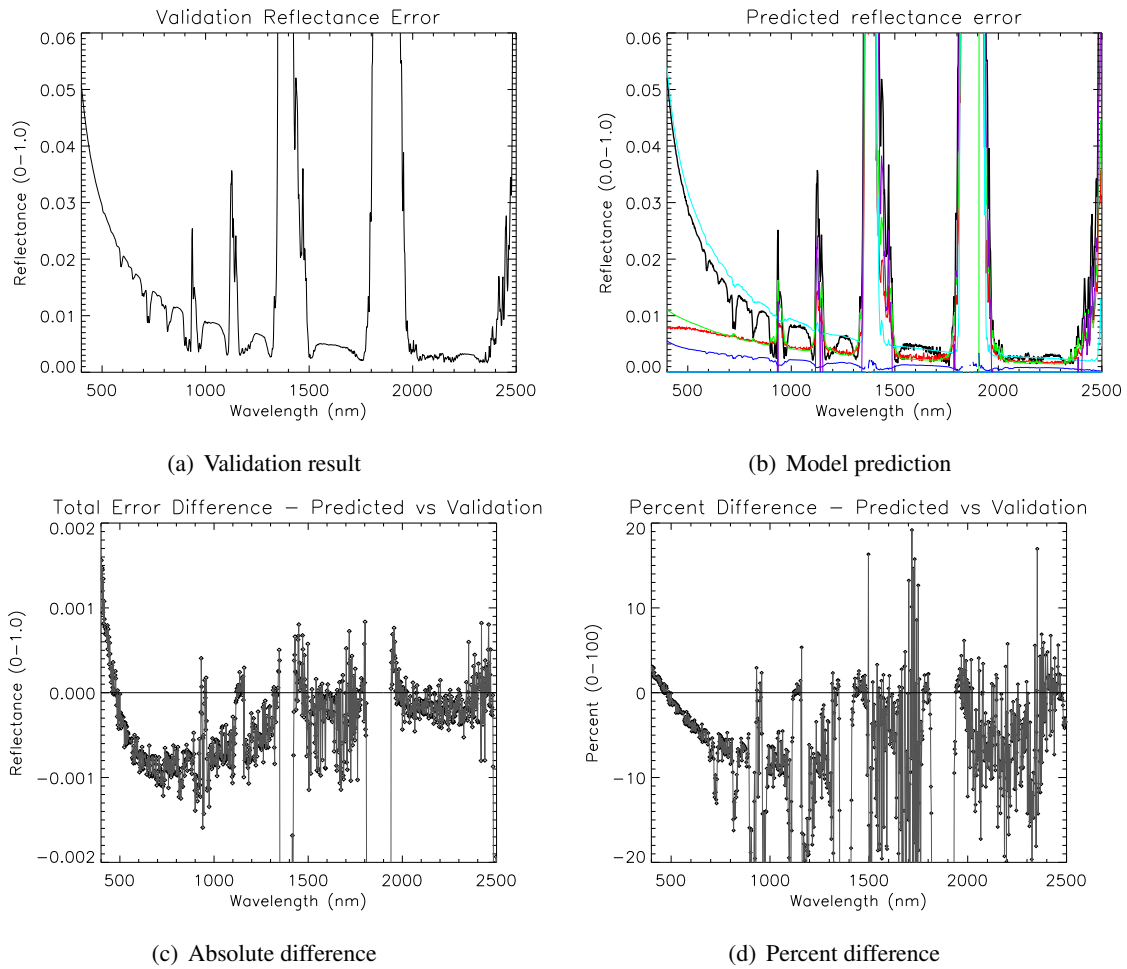 Validation Reflectance Error
Reflectance (0-1.0)
0.06
0.05
0.04
0.03
0.02
0.01
0.00
500 1000 1500 2000 2500
Wavelength (nm)
(a) Validation result
Predicted reflectance error
Reflectance (0.0-1.0)
0.06
0.05
0.04
0.03
0.02
0.01
0.00
500 1000 1500 2000 2500
Wavelength (nm)
(b) Model prediction
Total Error Difference - Predicted vs Validation
Reflectance (0-1.0)
0.002
0.001
0.000
-0.001
-0.002
500 1000 1500 2000 2500
Wavelength (nm)
(c) Absolute difference
Percent Difference - Predicted vs Validation
Percent (0-100)
20
10
0
-10
-20
500 1000 1500 2000 2500
Wavelength (nm)
(d) Percent difference